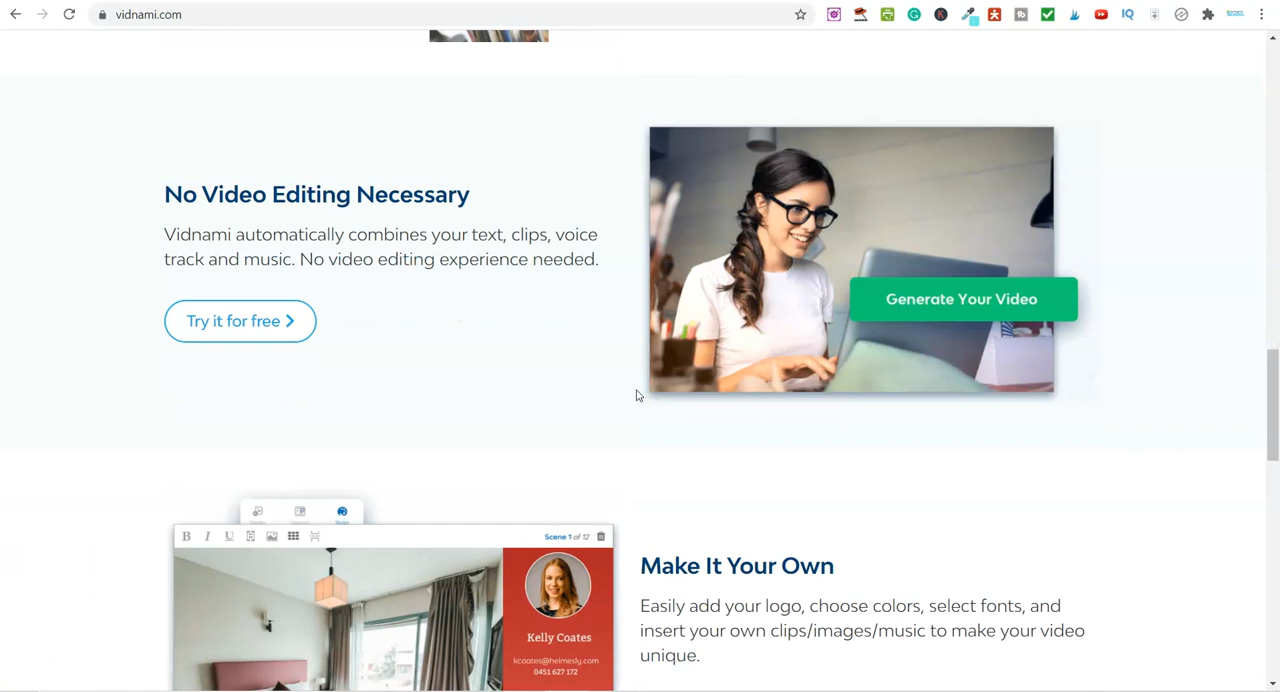 vidnami.com
No Video Editing Necessary
Vidnami automatically combines your text, clips, voice
track and music. No video editing experience needed.
Try it for free
Generate Your Video
B I U
Scene 1 of 12
Kelly Coates
kcoates@helmesly.com
0451 627 172
Make It Your Own
Easily add your logo, choose colors, select fonts, and
insert your own clips/images/music to make your video
unique.